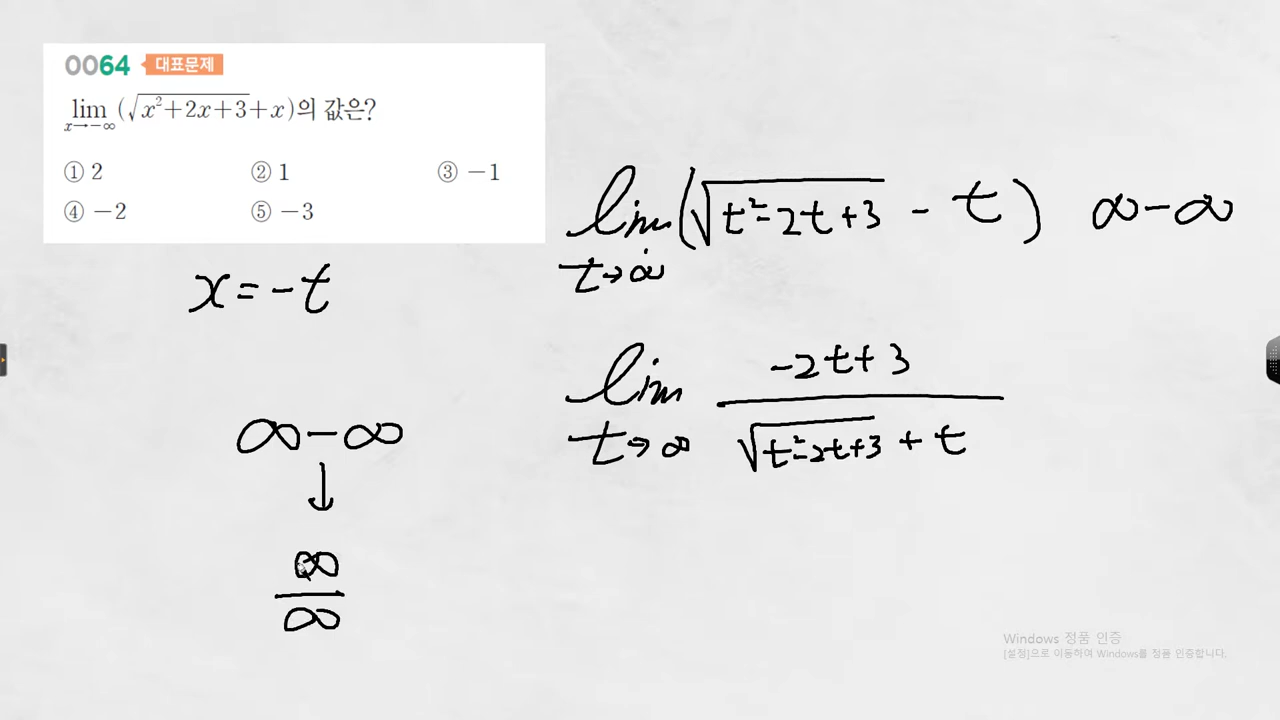 0064 대표문제
lim (√x²+2x+3+x)의 값은?
x→-∞
① 2 ② 1 ③ -1
④ -2 ⑤ -3
lim (√t²-2t+3 - t) ∞-∞
t→∞
x=-t
-2t+3
lim
t→∞ √t²-2t+3 + t
∞-∞
↓
∞
∞
Windows 정품 인증
[설정]으로 이동하여 Windows를 정품 인증합니다.